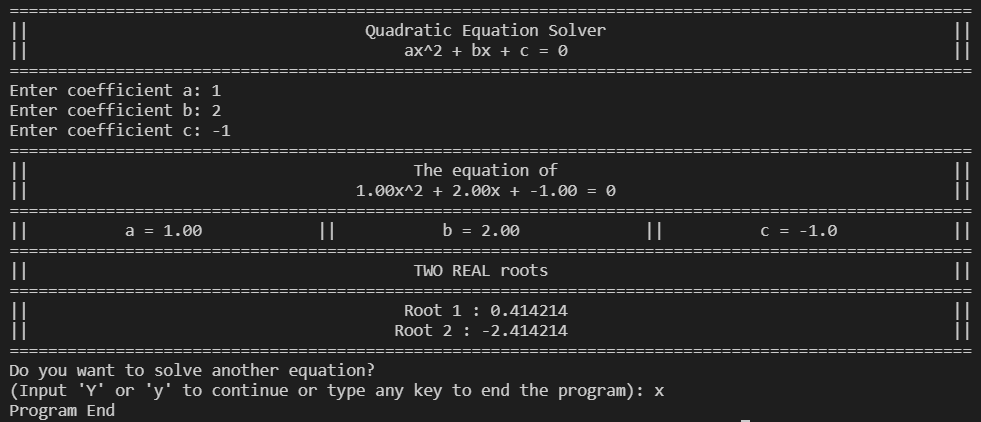 ====================================================================================================
||                                   Quadratic Equation Solver                                    ||
||                                       ax^2 + bx + c = 0                                        ||
====================================================================================================
Enter coefficient a: 1
Enter coefficient b: 2
Enter coefficient c: -1
====================================================================================================
||                                        The equation of                                         ||
||                                  1.00x^2 + 2.00x + -1.00 = 0                                   ||
====================================================================================================
||          a = 1.00            ||           b = 2.00             ||          c = -1.0            ||
====================================================================================================
||                                        TWO REAL roots                                          ||
====================================================================================================
||                                       Root 1 : 0.414214                                        ||
||                                      Root 2 : -2.414214                                        ||
====================================================================================================
Do you want to solve another equation?
(Input 'Y' or 'y' to continue or type any key to end the program): x
Program End